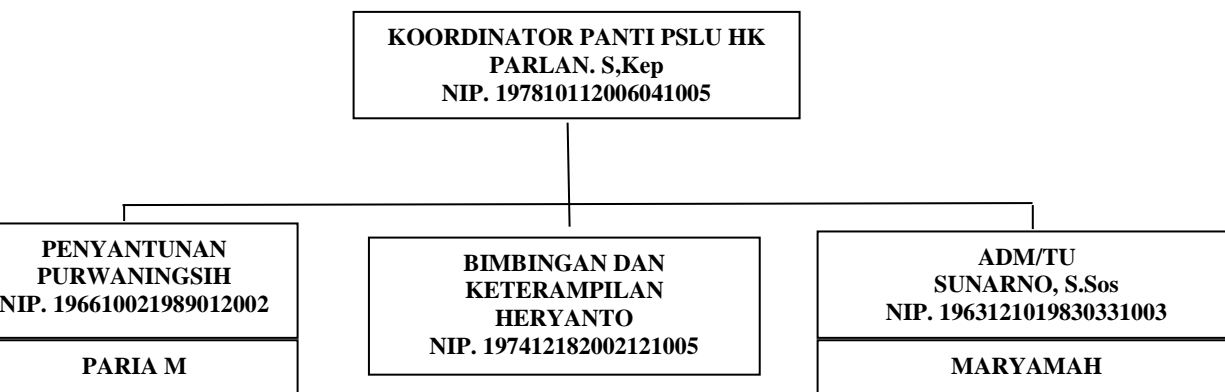 KOORDINATOR PANTI PSLU HK
PARLAN. S,Kep
NIP. 197810112006041005
PENYANTUNAN
PURWANINGSIH
NIP. 196610021989012002
PARIA M
BIMBINGAN DAN
KETERAMPILAN
HERYANTO
NIP. 197412182002121005
ADM/TU
SUNARNO, S.Sos
NIP. 1963121019830331003
MARYAMAH